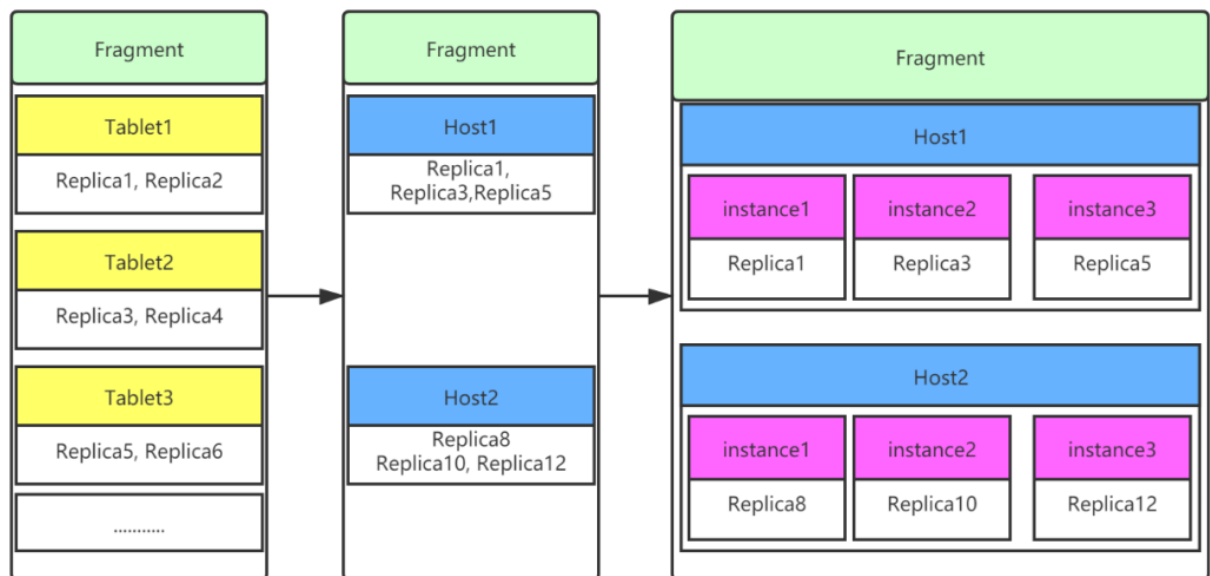 Fragment
Tablet1
Replica1, Replica2
Tablet2
Replica3, Replica4
Tablet3
Replica5, Replica6
...........
Fragment
Host1
Replica1,
Replica3,Replica5
Host2
Replica8
Replica10, Replica12
Fragment
Host1
instance1
Replica1
instance2
Replica3
instance3
Replica5
Host2
instance1
Replica8
instance2
Replica10
instance3
Replica12